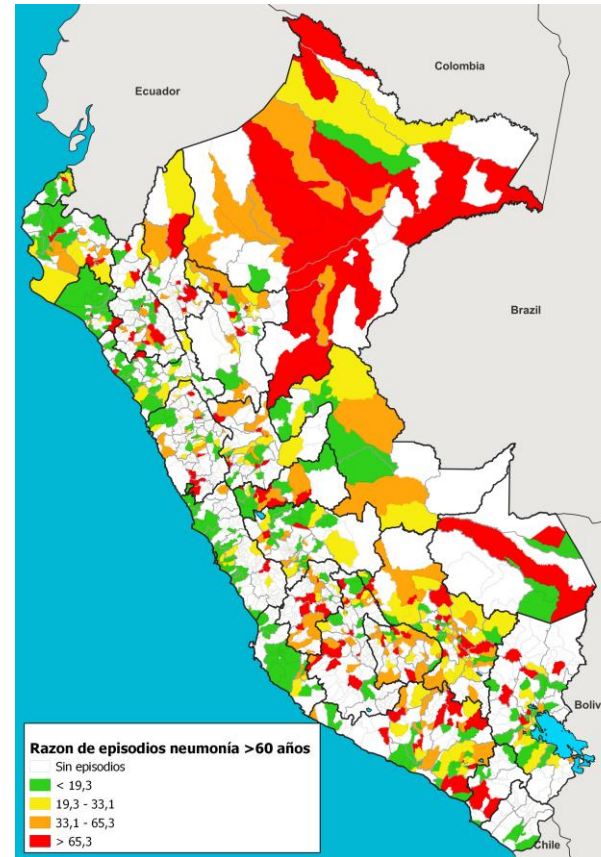 Colombia
Ecuador
Brazil
Boliv
Razon de episodios neumonía >60 años
Sin episodios
< 19,3
19,3 - 33,1
33,1 - 65,3
> 65,3
Chile